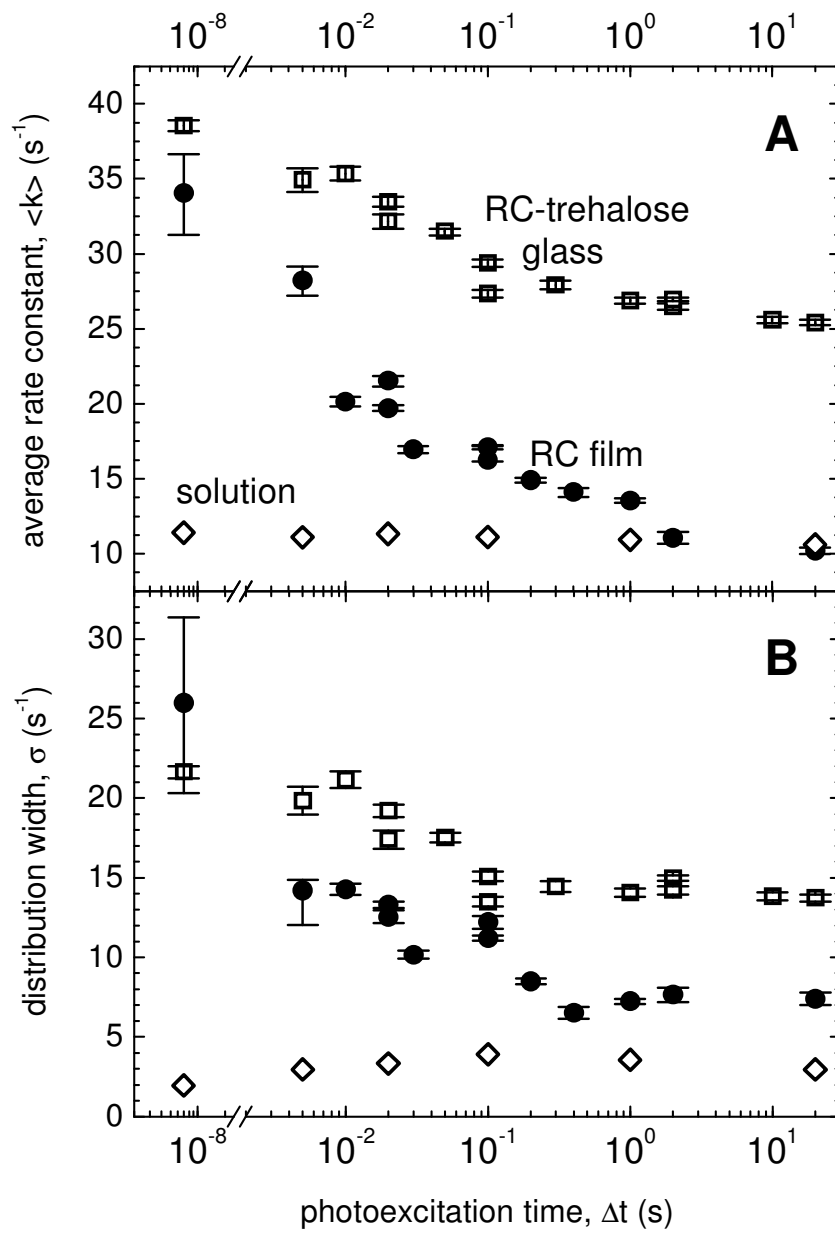 10⁻⁸ 10⁻² 10⁻¹ 10⁰ 10¹
A
40
35
30
25
20
15
10
average rate constant, <k> (s⁻¹)
RC-trehalose
glass
RC film
solution
B
30
25
20
15
10
5
0
distribution width, σ (s⁻¹)
10⁻⁸ 10⁻² 10⁻¹ 10⁰ 10¹
photoexcitation time, Δt (s)